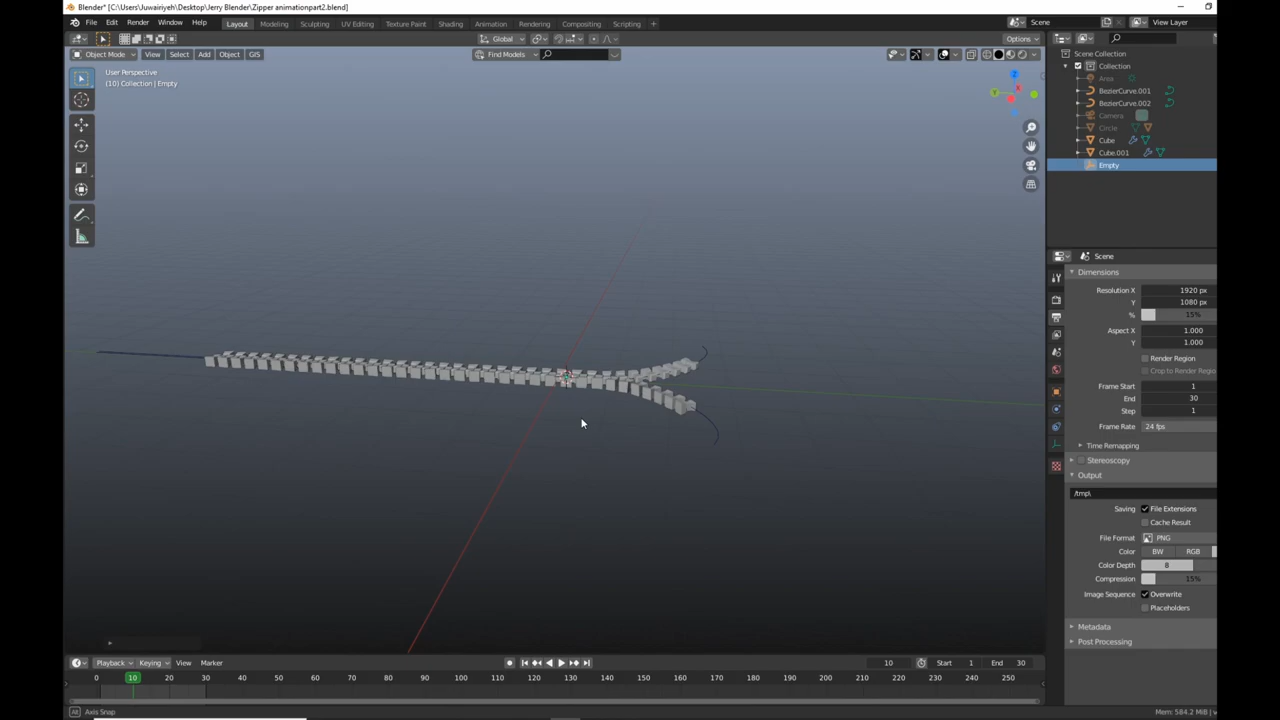 Blender* [C:\Users\Juwairiyeh\Desktop\Jerry Blender\Zipper animationpart2.blend]
File Edit Render Window Help Layout Modeling Sculpting UV Editing Texture Paint Shading Animation Rendering Compositing Scripting + Scene View Layer
Global Options
Object Mode View Select Add Object GIS Find Models
User Perspective
(10) Collection | Empty
Scene Collection
Collection
Area
BezierCurve.001
BezierCurve.002
Camera
Circle
Cube
Cube.001
Empty
Scene
Dimensions
Resolution X 1920 px
Y 1080 px
% 15%
Aspect X 1.000
Y 1.000
Render Region
Crop to Render Region
Frame Start 1
End 30
Step 1
Frame Rate 24 fps
Time Remapping
Stereoscopy
Output
/tmp\
Saving File Extensions
Cache Result
File Format PNG
Color BW RGB
Color Depth 8
Compression 15%
Image Sequence Overwrite
Placeholders
Metadata
Post Processing
Playback Keying View Marker 10 Start 1 End 30
0 10 20 30 40 50 60 70 80 90 100 110 120 130 140 150 160 170 180 190 200 210 220 230 240 250
Axis Snap Mem: 584.2 MiB | v